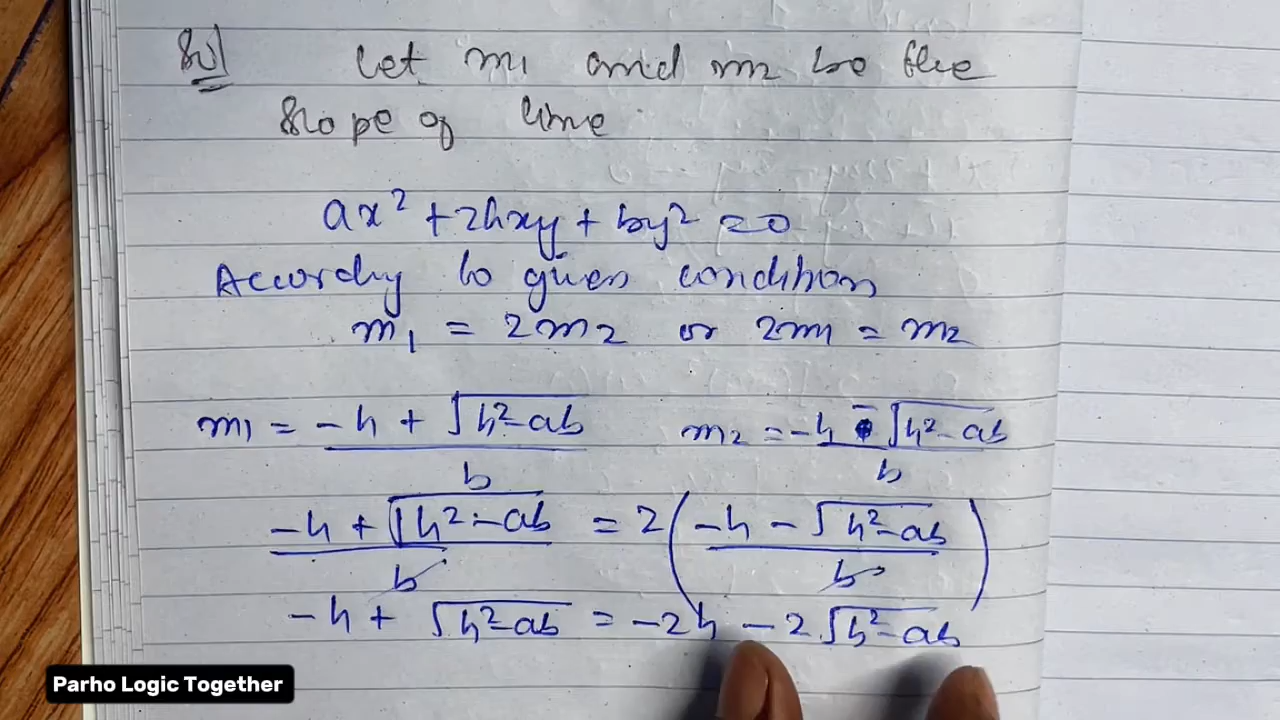 Sol Let m1 and m2 be the
Slope of line
ax² + 2hxy + by² = 0
According to given condition
m₁ = 2m2 or 2m1 = m2
m1 = -h + √h²-ab / b m2 = -h - √h²-ab / b
-h + √h²-ab / b = 2(-h - √h²-ab / b)
-h + √h²-ab = -2h - 2√h²-ab
Parho Logic Together